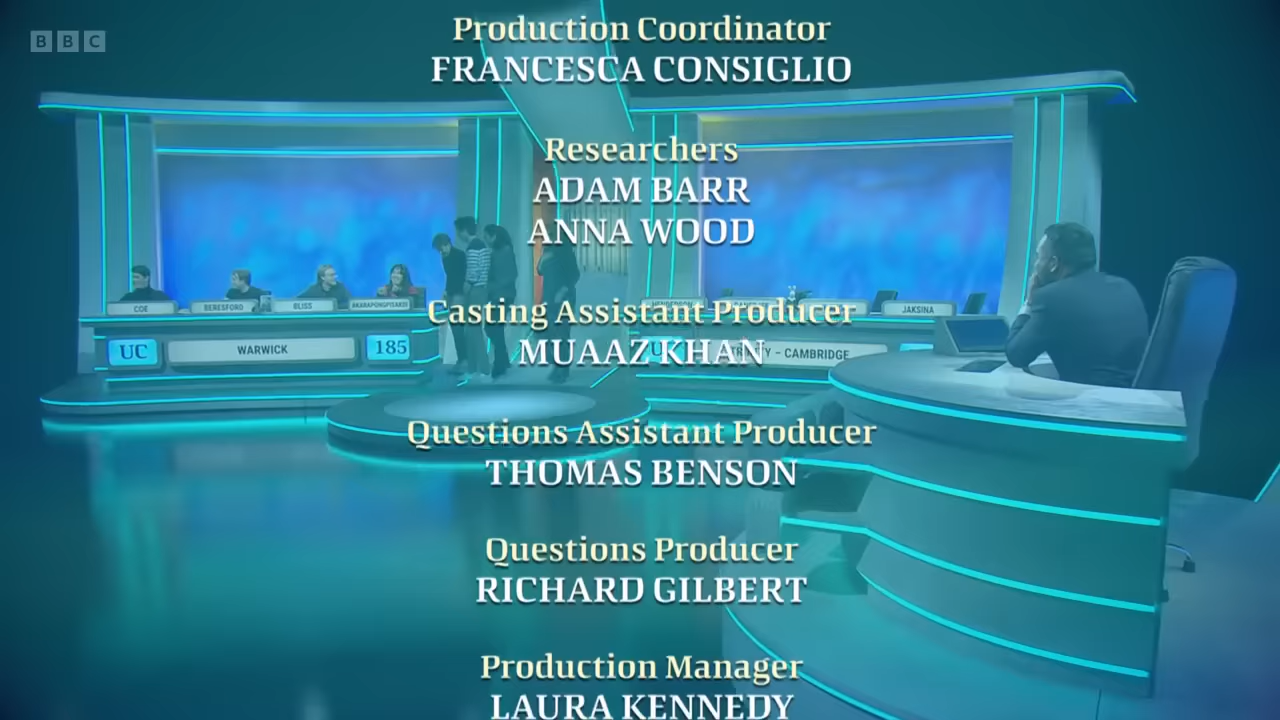 BBC
Production Coordinator
FRANCESCA CONSIGLIO
Researchers
ADAM BARR
ANNA WOOD
COE
BERESFORD
BLISS
JAKSINA
Casting Assistant Producer
MUAAZ KHAN
UC
WARWICK
185
– CAMBRIDGE
Questions Assistant Producer
THOMAS BENSON
Questions Producer
RICHARD GILBERT
Production Manager
LAURA KENNEDY